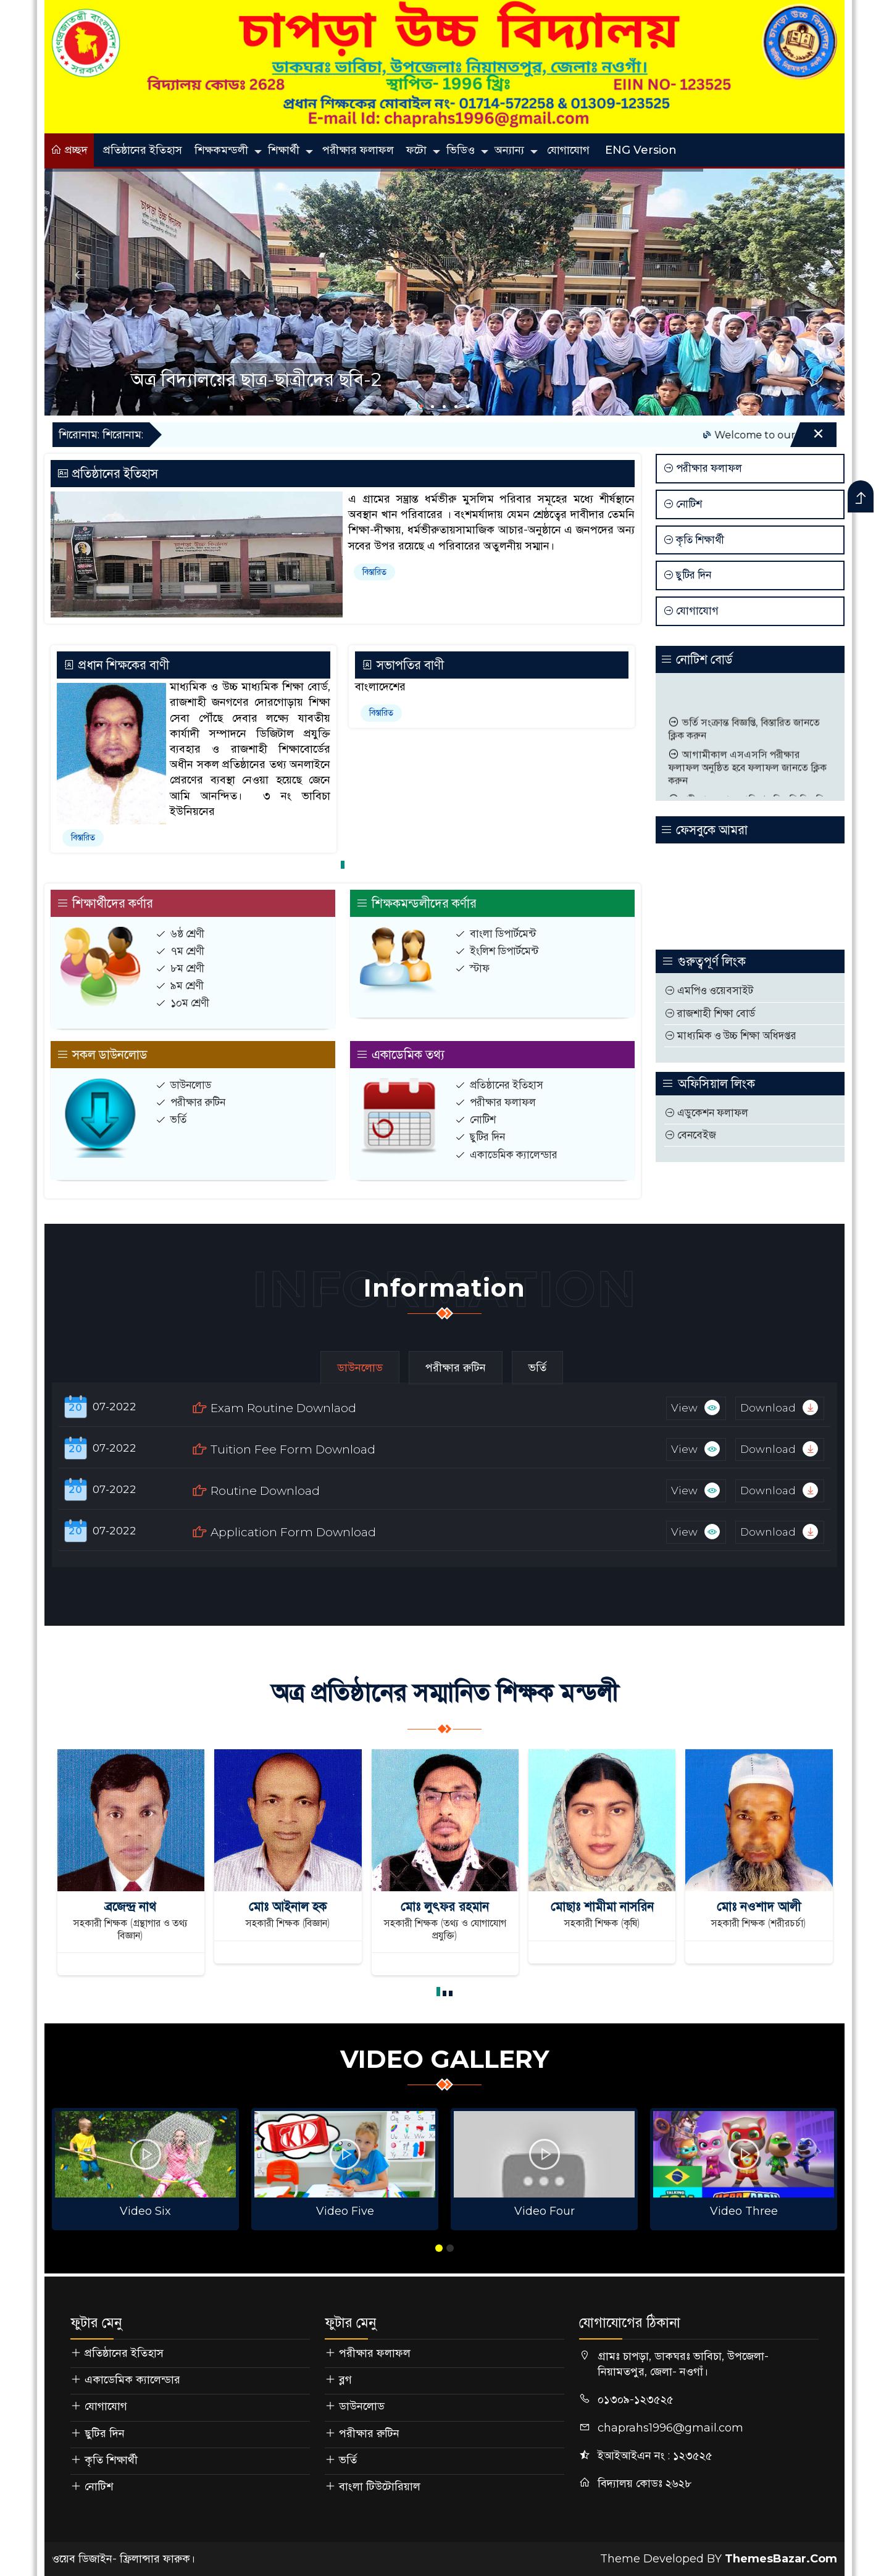 চাপড়া উচ্চ বিদ্যালয়
ডাকঘরঃ ভাবিচা, উপজেলাঃ নিয়ামতপুর, জেলাঃ নওগাঁ।
বিদ্যালয় কোডঃ 2628 স্থাপিত- 1996 খ্রিঃ EIIN NO- 123525
প্রধান শিক্ষকের মোবাইল নং- 01714-572258 & 01309-123525
E-mail Id: chaprahs1996@gmail.com
প্রচ্ছদ প্রতিষ্ঠানের ইতিহাস শিক্ষকমন্ডলী শিক্ষার্থী পরীক্ষার ফলাফল ফটো ভিডিও অন্যান্য যোগাযোগ ENG Version
চাপড়া উচ্চ বিদ্যালয়
অত্র বিদ্যালয়ের ছাত্র-ছাত্রীদের ছবি-2
শিরোনাম: শিরোনাম: Welcome to our
প্রতিষ্ঠানের ইতিহাস
এ গ্রামের সম্ভ্রান্ত ধর্মভীরু মুসলিম পরিবার সমূহের মধ্যে শীর্ষস্থানে
অবস্থান খান পরিবারের । বংশমর্যাদায় যেমন শ্রেষ্ঠত্বের দাবীদার তেমনি
শিক্ষা-দীক্ষায়, ধর্মভীরুতায়সামাজিক আচার-অনুষ্ঠানে এ জনপদের অন্য
সবের উপর রয়েছে এ পরিবারের অতুলনীয় সম্মান।
বিস্তারিত
পরীক্ষার ফলাফল
নোটিশ
কৃতি শিক্ষার্থী
ছুটির দিন
যোগাযোগ
প্রধান শিক্ষকের বাণী
মাধ্যমিক ও উচ্চ মাধ্যমিক শিক্ষা বোর্ড,
রাজশাহী জনগণের দোরগোড়ায় শিক্ষা
সেবা পৌঁছে দেবার লক্ষ্যে যাবতীয়
কার্যাদী সম্পাদনে ডিজিটাল প্রযুক্তি
ব্যবহার ও রাজশাহী শিক্ষাবোর্ডের
অধীন সকল প্রতিষ্ঠানের তথ্য অনলাইনে
প্রেরণের ব্যবস্থা নেওয়া হয়েছে জেনে
আমি আনন্দিত। ৩ নং ভাবিচা
ইউনিয়নের
বিস্তারিত
সভাপতির বাণী
বাংলাদেশের
বিস্তারিত
নোটিশ বোর্ড
ভর্তি সংক্রান্ত বিজ্ঞপ্তি, বিস্তারিত জানতে
ক্লিক করুন
আগামীকাল এসএসসি পরীক্ষার
ফলাফল অনুষ্ঠিত হবে ফলাফল জানতে ক্লিক
করুন
ফেসবুকে আমরা
শিক্ষার্থীদের কর্ণার
৬ষ্ঠ শ্রেণী
৭ম শ্রেণী
৮ম শ্রেণী
৯ম শ্রেণী
১০ম শ্রেণী
শিক্ষকমন্ডলীদের কর্ণার
বাংলা ডিপার্টমেন্ট
ইংলিশ ডিপার্টমেন্ট
স্টাফ
গুরুত্বপূর্ণ লিংক
এমপিও ওয়েবসাইট
রাজশাহী শিক্ষা বোর্ড
মাধ্যমিক ও উচ্চ শিক্ষা অধিদপ্তর
সকল ডাউনলোড
ডাউনলোড
পরীক্ষার রুটিন
ভর্তি
একাডেমিক তথ্য
প্রতিষ্ঠানের ইতিহাস
পরীক্ষার ফলাফল
নোটিশ
ছুটির দিন
একাডেমিক ক্যালেন্ডার
অফিসিয়াল লিংক
এডুকেশন ফলাফল
বেনবেইজ
INFORMATION
Information
ডাউনলোড পরীক্ষার রুটিন ভর্তি
20 07-2022 Exam Routine Downlaod View Download
20 07-2022 Tuition Fee Form Download View Download
20 07-2022 Routine Download View Download
20 07-2022 Application Form Download View Download
অত্র প্রতিষ্ঠানের সম্মানিত শিক্ষক মন্ডলী
ব্রজেন্দ্র নাথ
সহকারী শিক্ষক (গ্রন্থাগার ও তথ্য
বিজ্ঞান)
মোঃ আইনাল হক
সহকারী শিক্ষক (বিজ্ঞান)
মোঃ লুৎফর রহমান
সহকারী শিক্ষক (তথ্য ও যোগাযোগ
প্রযুক্তি)
মোছাঃ শামীমা নাসরিন
সহকারী শিক্ষক (কৃষি)
মোঃ নওশাদ আলী
সহকারী শিক্ষক (শরীরচর্চা)
VIDEO GALLERY
Video Six
Video Five
Video Four
Video Three
ফুটার মেনু
প্রতিষ্ঠানের ইতিহাস
একাডেমিক ক্যালেন্ডার
যোগাযোগ
ছুটির দিন
কৃতি শিক্ষার্থী
নোটিশ
ফুটার মেনু
পরীক্ষার ফলাফল
ব্লগ
ডাউনলোড
পরীক্ষার রুটিন
ভর্তি
বাংলা টিউটোরিয়াল
যোগাযোগের ঠিকানা
গ্রামঃ চাপড়া, ডাকঘরঃ ভাবিচা, উপজেলা-
নিয়ামতপুর, জেলা- নওগাঁ।
০১৩০৯-১২৩৫২৫
chaprahs1996@gmail.com
ইআইআইএন নং : ১২৩৫২৫
বিদ্যালয় কোডঃ ২৬২৮
ওয়েব ডিজাইন- ফ্রিলান্সার ফারুক। Theme Developed BY ThemesBazar.Com